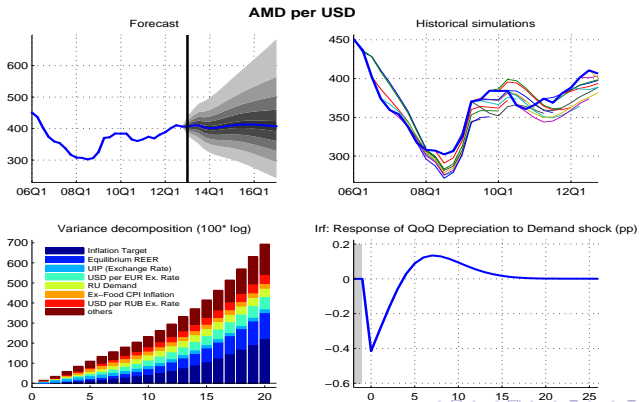 AMD per USD
Forecast
600
500
400
300
06Q1 08Q1 10Q1 12Q1 14Q1 16Q1
Historical simulations
450
400
350
300
06Q1 08Q1 10Q1 12Q1
Variance decomposition (100* log)
700
600
500
400
300
200
100
0
Inflation Target
Equilibrium REER
UIP (Exchange Rate)
USD per EUR Ex. Rate
RU Demand
Ex−Food CPI Inflation
USD per RUB Ex. Rate
others
0 5 10 15 20
Irf: Response of QoQ Depreciation to Demand shock (pp)
0.2
0
−0.2
−0.4
−0.6
0 5 10 15 20 25